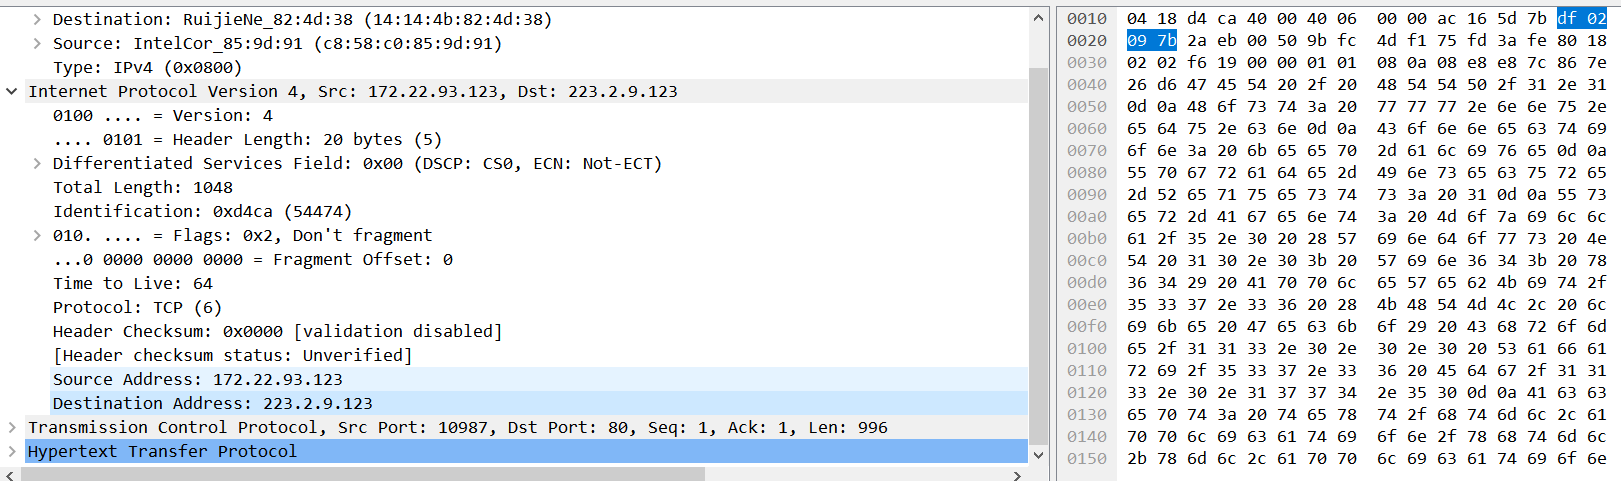 Destination: RuijieNe_82:4d:38 (14:14:4b:82:4d:38)
Source: IntelCor_85:9d:91 (c8:58:c0:85:9d:91)
Type: IPv4 (0x0800)
Internet Protocol Version 4, Src: 172.22.93.123, Dst: 223.2.9.123
0100 .... = Version: 4
.... 0101 = Header Length: 20 bytes (5)
Differentiated Services Field: 0x00 (DSCP: CS0, ECN: Not-ECT)
Total Length: 1048
Identification: 0xd4ca (54474)
010. .... = Flags: 0x2, Don't fragment
...0 0000 0000 0000 = Fragment Offset: 0
Time to Live: 64
Protocol: TCP (6)
Header Checksum: 0x0000 [validation disabled]
[Header checksum status: Unverified]
Source Address: 172.22.93.123
Destination Address: 223.2.9.123
Transmission Control Protocol, Src Port: 10987, Dst Port: 80, Seq: 1, Ack: 1, Len: 996
Hypertext Transfer Protocol
0010 04 18 d4 ca 40 00 40 06 00 00 ac 16 5d 7b df 02
0020 09 7b 2a eb 00 50 9b fc 4d f1 75 fd 3a fe 80 18
0030 02 02 f6 19 00 00 01 01 08 0a 08 e8 e8 7c 86 7e
0040 26 d6 47 45 54 20 2f 20 48 54 54 50 2f 31 2e 31
0050 0d 0a 48 6f 73 74 3a 20 77 77 77 2e 6e 6e 75 2e
0060 65 64 75 2e 63 6e 0d 0a 43 6f 6e 6e 65 63 74 69
0070 6f 6e 3a 20 6b 65 65 70 2d 61 6c 69 76 65 0d 0a
0080 55 70 67 72 61 64 65 2d 49 6e 73 65 63 75 72 65
0090 2d 52 65 71 75 65 73 74 73 3a 20 31 0d 0a 55 73
00a0 65 72 2d 41 67 65 6e 74 3a 20 4d 6f 7a 69 6c 6c
00b0 61 2f 35 2e 30 20 28 57 69 6e 64 6f 77 73 20 4e
00c0 54 20 31 30 2e 30 3b 20 57 69 6e 36 34 3b 20 78
00d0 36 34 29 20 41 70 70 6c 65 57 65 62 4b 69 74 2f
00e0 35 33 37 2e 33 36 20 28 4b 48 54 4d 4c 2c 20 6c
00f0 69 6b 65 20 47 65 63 6b 6f 29 20 43 68 72 6f 6d
0100 65 2f 31 31 33 2e 30 2e 30 2e 30 20 53 61 66 61
0110 72 69 2f 35 33 37 2e 33 36 20 45 64 67 2f 31 31
0120 33 2e 30 2e 31 37 37 34 2e 35 30 0d 0a 41 63 63
0130 65 70 74 3a 20 74 65 78 74 2f 68 74 6d 6c 2c 61
0140 70 70 6c 69 63 61 74 69 6f 6e 2f 78 68 74 6d 6c
0150 2b 78 6d 6c 2c 61 70 70 6c 69 63 61 74 69 6f 6e